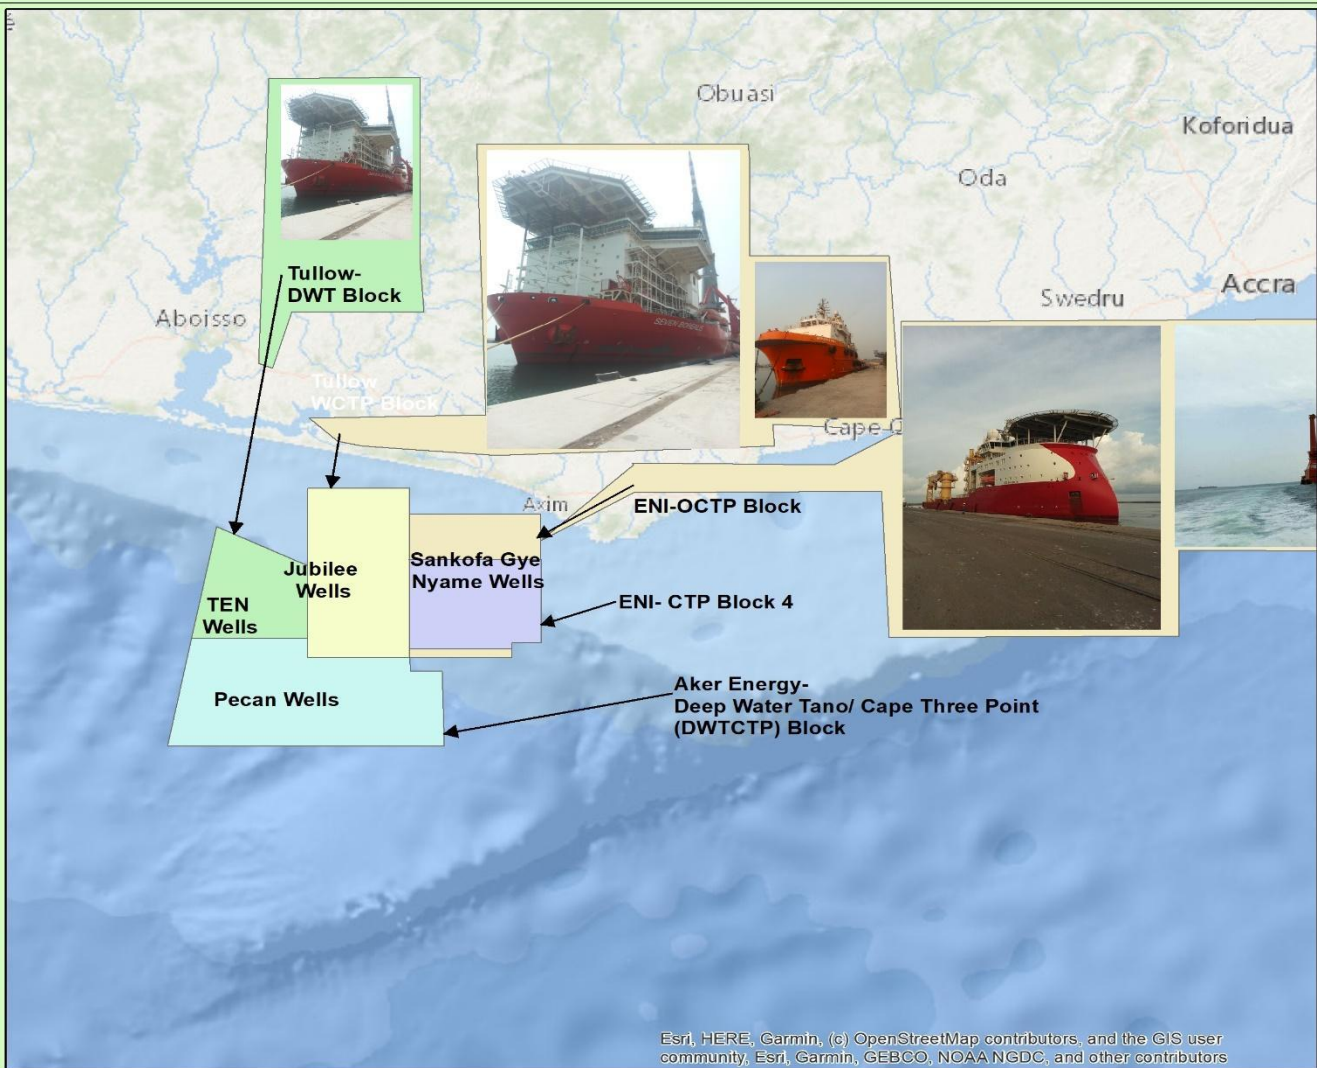 Obuasi
Koforidua
Oda
Tullow-
DWT Block
Accra
Swedru
Aboisso
Tullow
WCTP Block
Cape
Axim
ENI-OCTP Block
Sankofa Gye
Nyame Wells
Jubilee
Wells
TEN
Wells
ENI- CTP Block 4
Pecan Wells
Aker Energy-
Deep Water Tano/ Cape Three Point
(DWTCTP) Block
Esri, HERE, Garmin, (c) OpenStreetMap contributors, and the GIS user
community, Esri, Garmin, GEBCO, NOAA NGDC, and other contributors